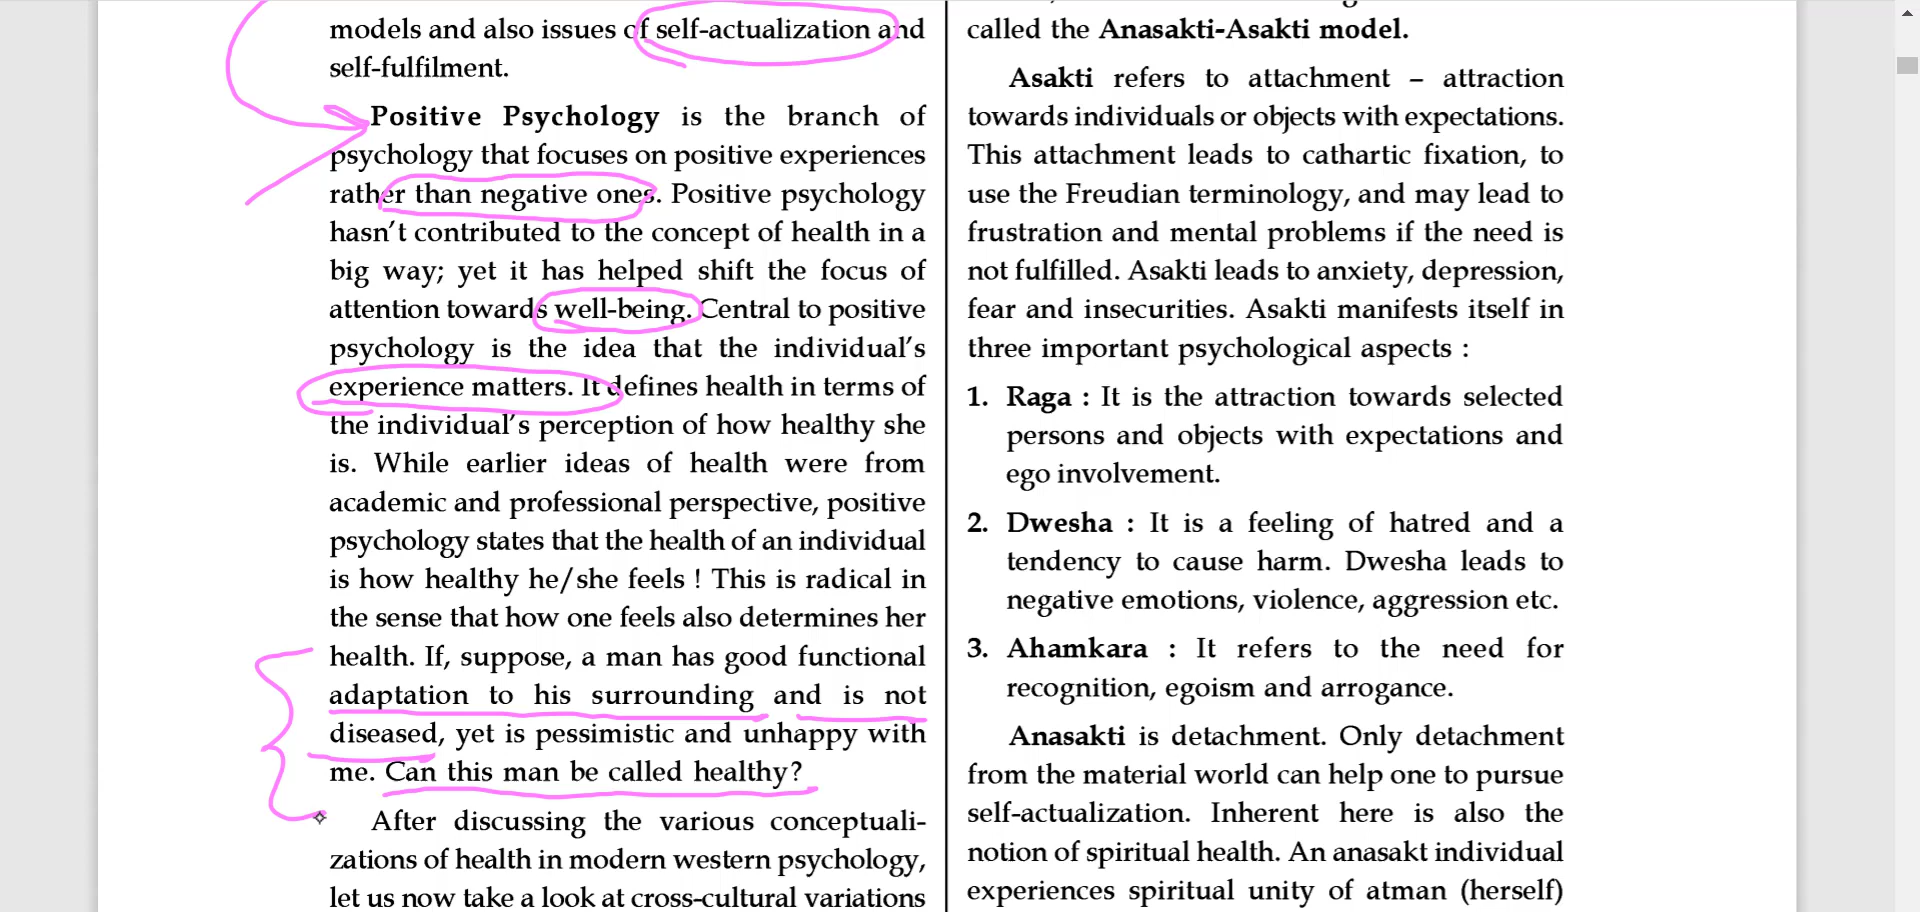 models and also issues of self-actualization and
self-fulfilment.
Positive Psychology is the branch of
psychology that focuses on positive experiences
rather than negative ones. Positive psychology
hasn't contributed to the concept of health in a
big way; yet it has helped shift the focus of
attention towards well-being. Central to positive
psychology is the idea that the individual's
experience matters. It defines health in terms of
the individual's perception of how healthy she
is. While earlier ideas of health were from
academic and professional perspective, positive
psychology states that the health of an individual
is how healthy he/she feels ! This is radical in
the sense that how one feels also determines her
health. If, suppose, a man has good functional
adaptation to his surrounding and is not
diseased, yet is pessimistic and unhappy with
me. Can this man be called healthy?
After discussing the various conceptuali-
zations of health in modern western psychology,
let us now take a look at cross-cultural variations
called the Anasakti-Asakti model.
Asakti refers to attachment – attraction
towards individuals or objects with expectations.
This attachment leads to cathartic fixation, to
use the Freudian terminology, and may lead to
frustration and mental problems if the need is
not fulfilled. Asakti leads to anxiety, depression,
fear and insecurities. Asakti manifests itself in
three important psychological aspects :
1. Raga : It is the attraction towards selected
persons and objects with expectations and
ego involvement.
2. Dwesha : It is a feeling of hatred and a
tendency to cause harm. Dwesha leads to
negative emotions, violence, aggression etc.
3. Ahamkara : It refers to the need for
recognition, egoism and arrogance.
Anasakti is detachment. Only detachment
from the material world can help one to pursue
self-actualization. Inherent here is also the
notion of spiritual health. An anasakt individual
experiences spiritual unity of atman (herself)